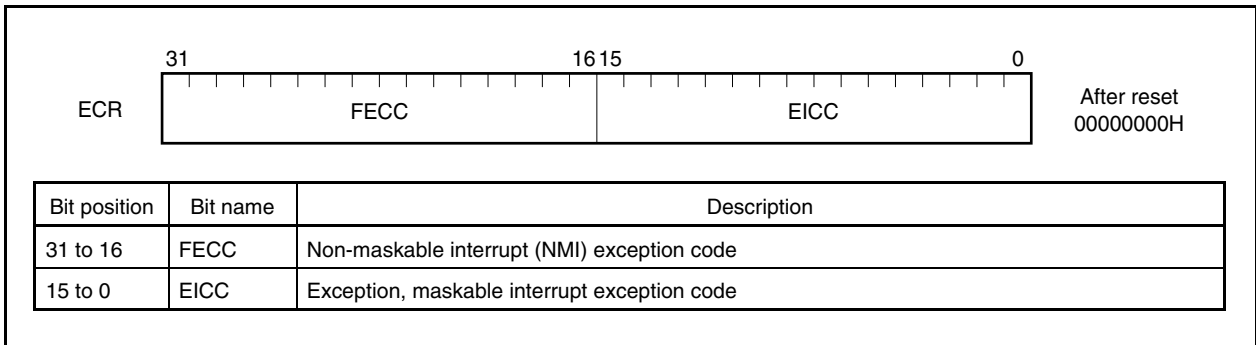 31 16 15 0
ECR FECC EICC After reset
00000000H
Bit position Bit name Description
31 to 16 FECC Non-maskable interrupt (NMI) exception code
15 to 0 EICC Exception, maskable interrupt exception code